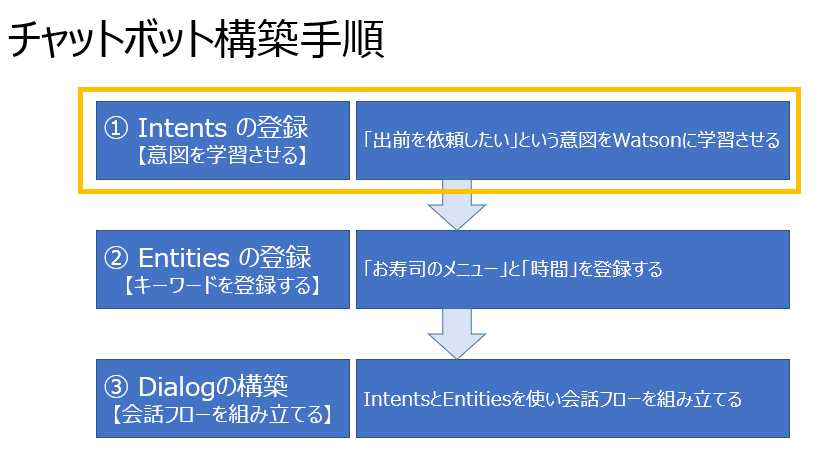 チャットボット構築手順
① Intents の登録
【意図を学習させる】
「出前を依頼したい」という意図をWatsonに学習させる
② Entities の登録
【キーワードを登録する】
「お寿司のメニュー」と「時間」を登録する
③ Dialogの構築
【会話フローを組み立てる】
IntentsとEntitiesを使い会話フローを組み立てる